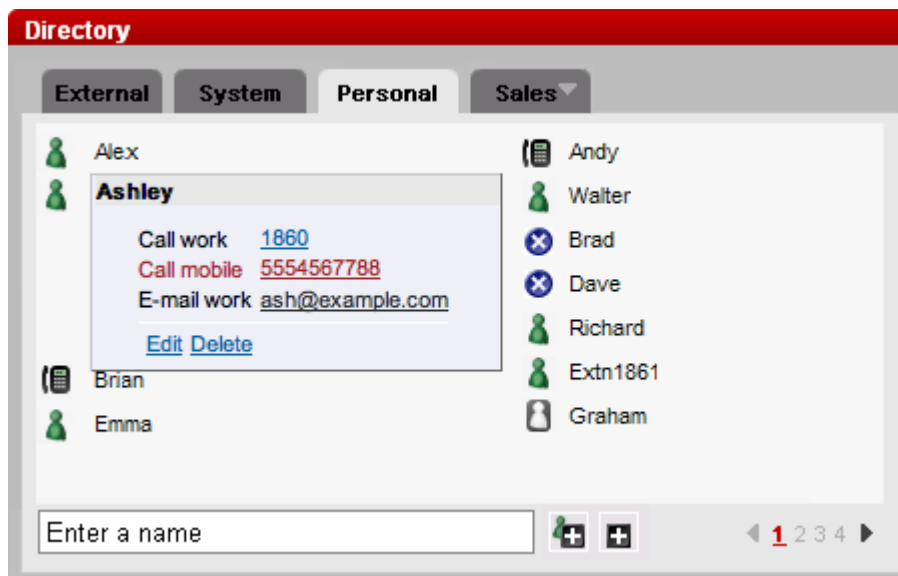 Directory
External System Personal Sales
Alex
Ashley
Call work 1860
Call mobile 5554567788
E-mail work ash@example.com
Edit Delete
Brian
Emma
Andy
Walter
Brad
Dave
Richard
Extn1861
Graham
Enter a name
1 2 3 4